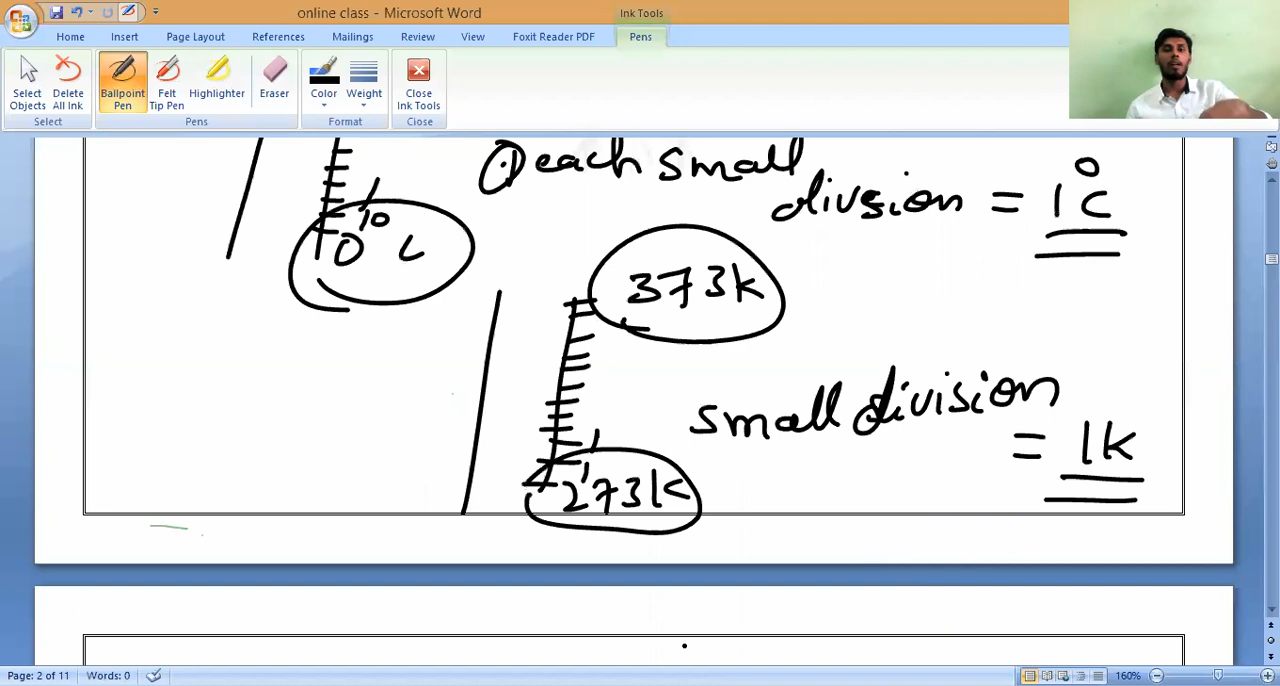 online class - Microsoft Word
Ink Tools
Home Insert Page Layout References Mailings Review View Foxit Reader PDF Pens
Select Objects
Delete All Ink
Ballpoint Pen
Felt Tip Pen
Highlighter
Eraser
Color
Weight
Close Ink Tools
Select Pens Format Close
① each small
division = 1°C
10
0°C
373k
small division
= 1k
273k
Page: 2 of 11 Words: 0 160%